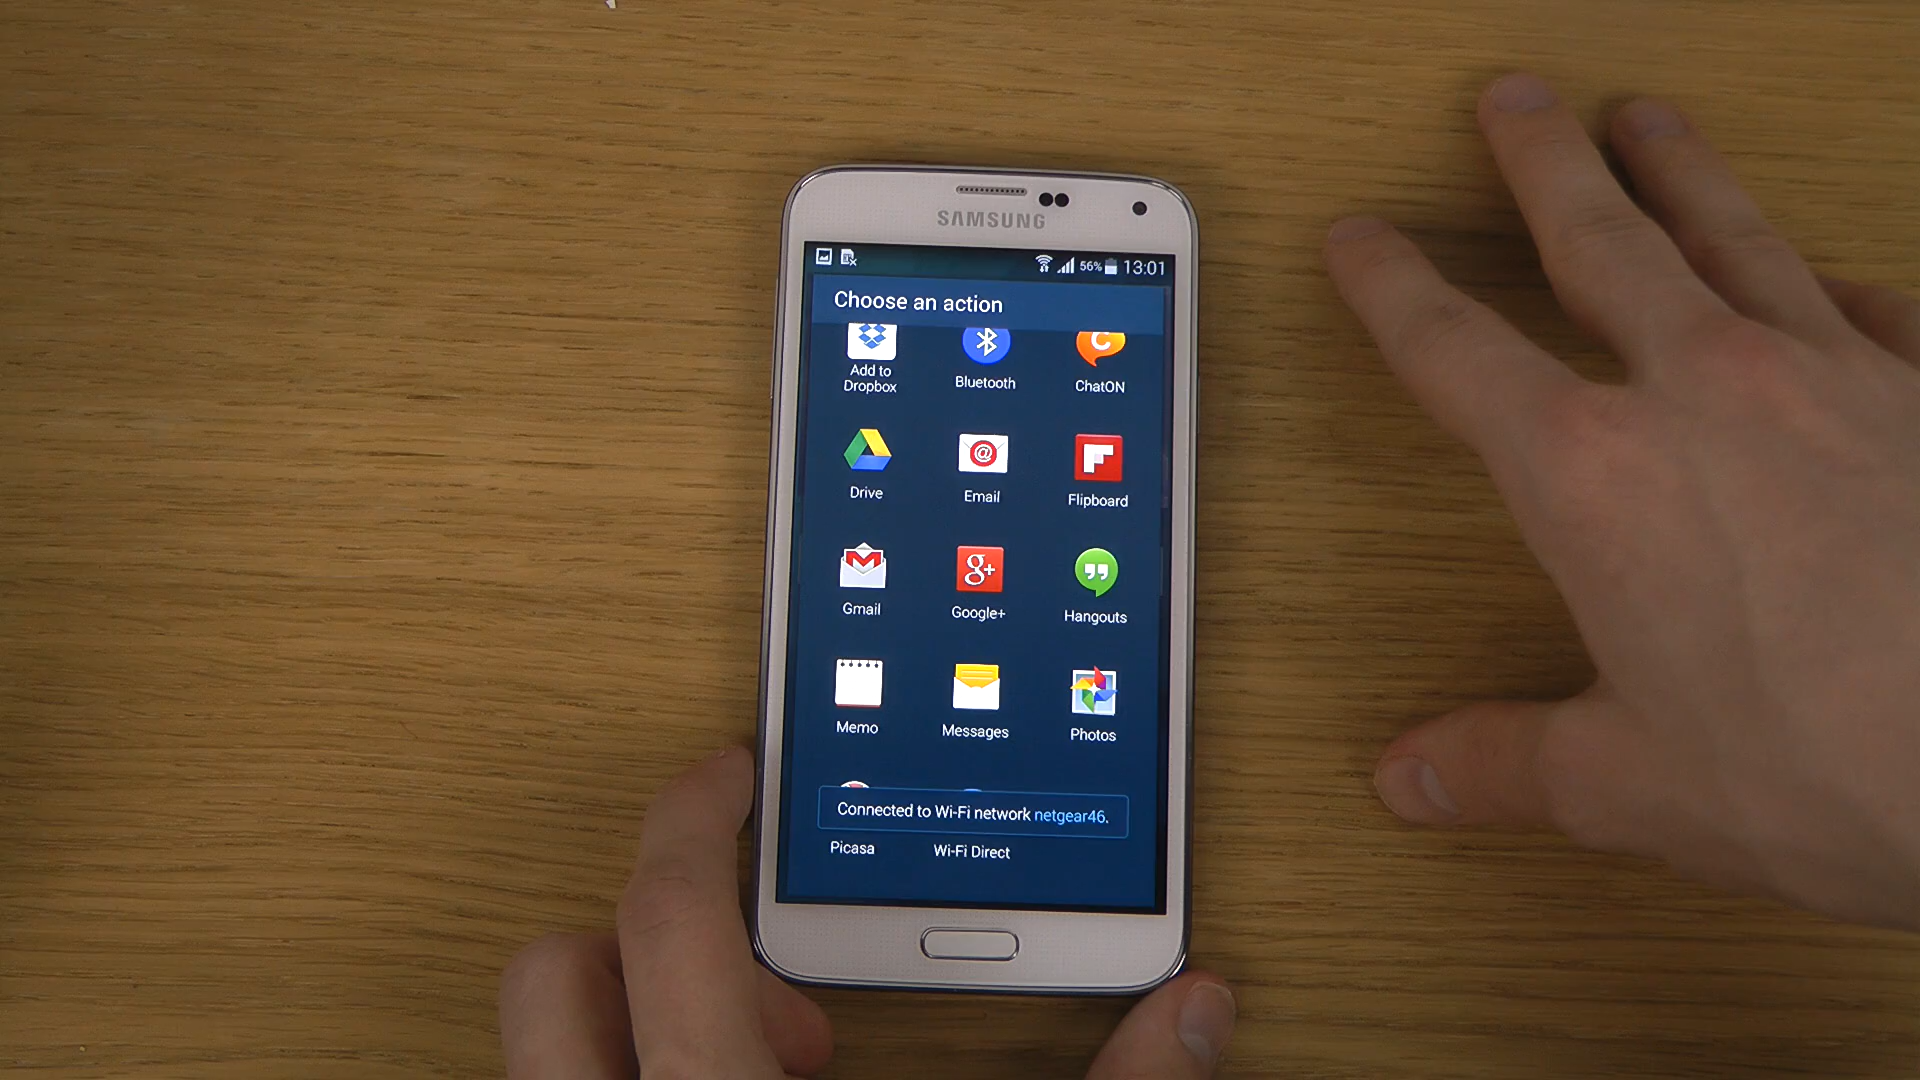 SAMSUNG
56% 13:01
Choose an action
Add to
Dropbox
Bluetooth
ChatON
Drive
Email
Flipboard
Gmail
Google+
Hangouts
Memo
Messages
Photos
Connected to Wi-Fi network netgear46.
Picasa
Wi-Fi Direct